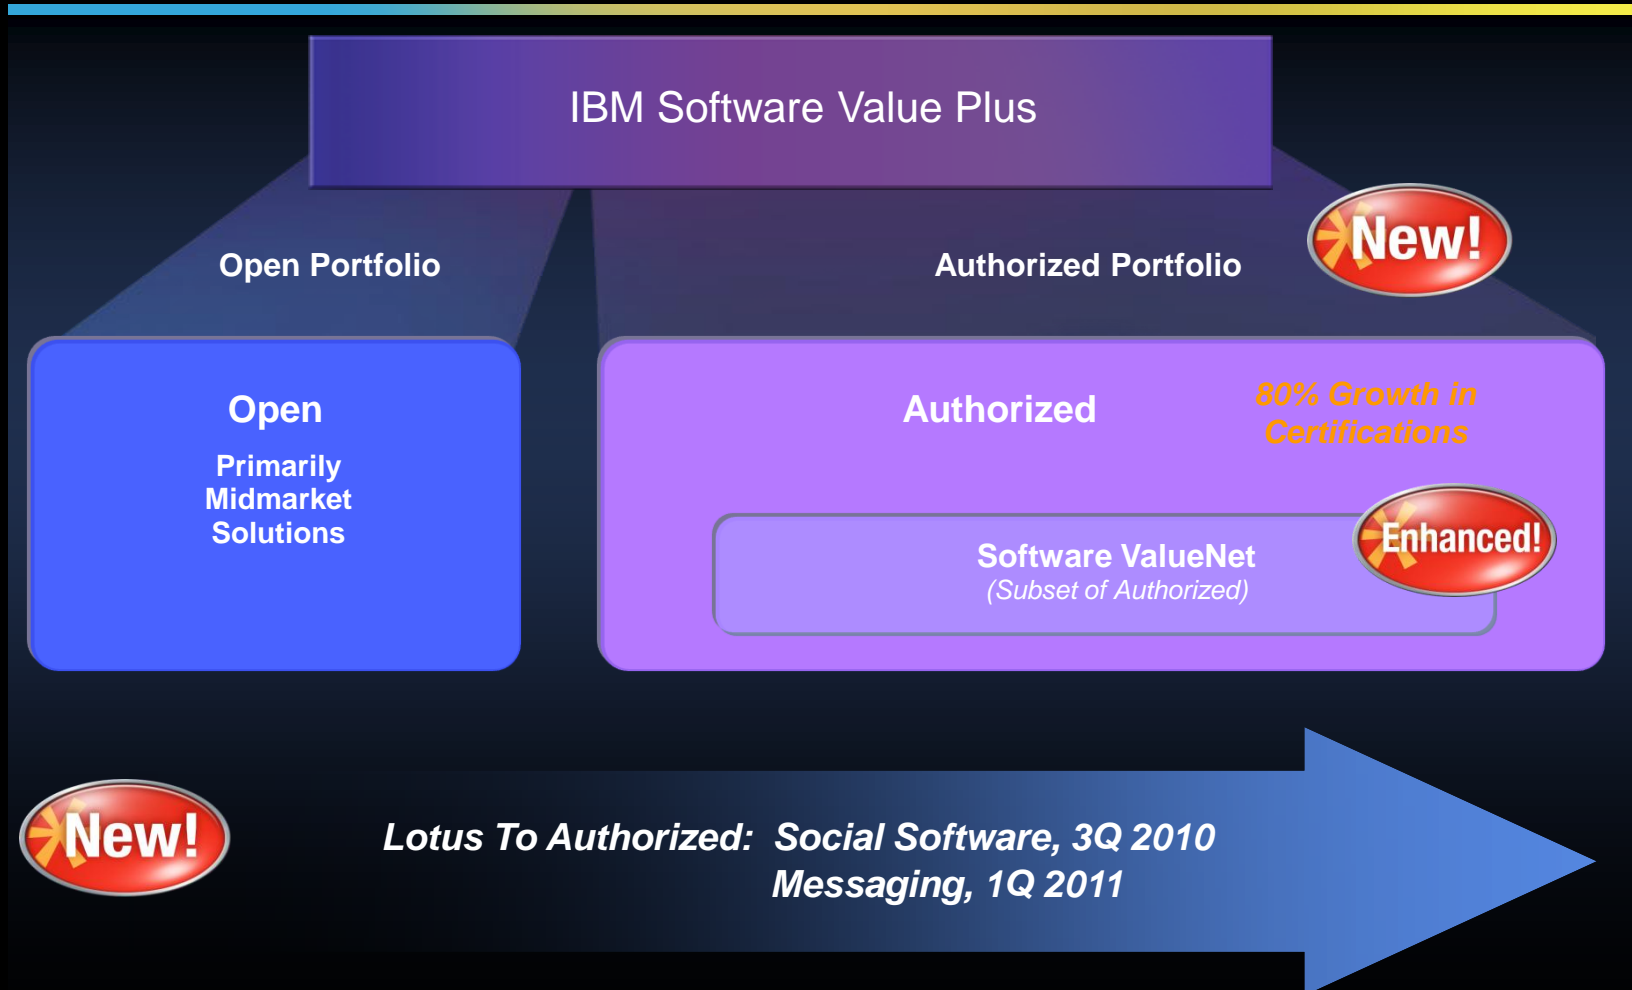 IBM Software Value Plus
Open Portfolio
Authorized Portfolio
New!
Open
Primarily
Midmarket
Solutions
Authorized
80% Growth in
Certifications
Software ValueNet
(Subset of Authorized)
Enhanced!
New!
Lotus To Authorized:  Social Software, 3Q 2010
Messaging, 1Q 2011